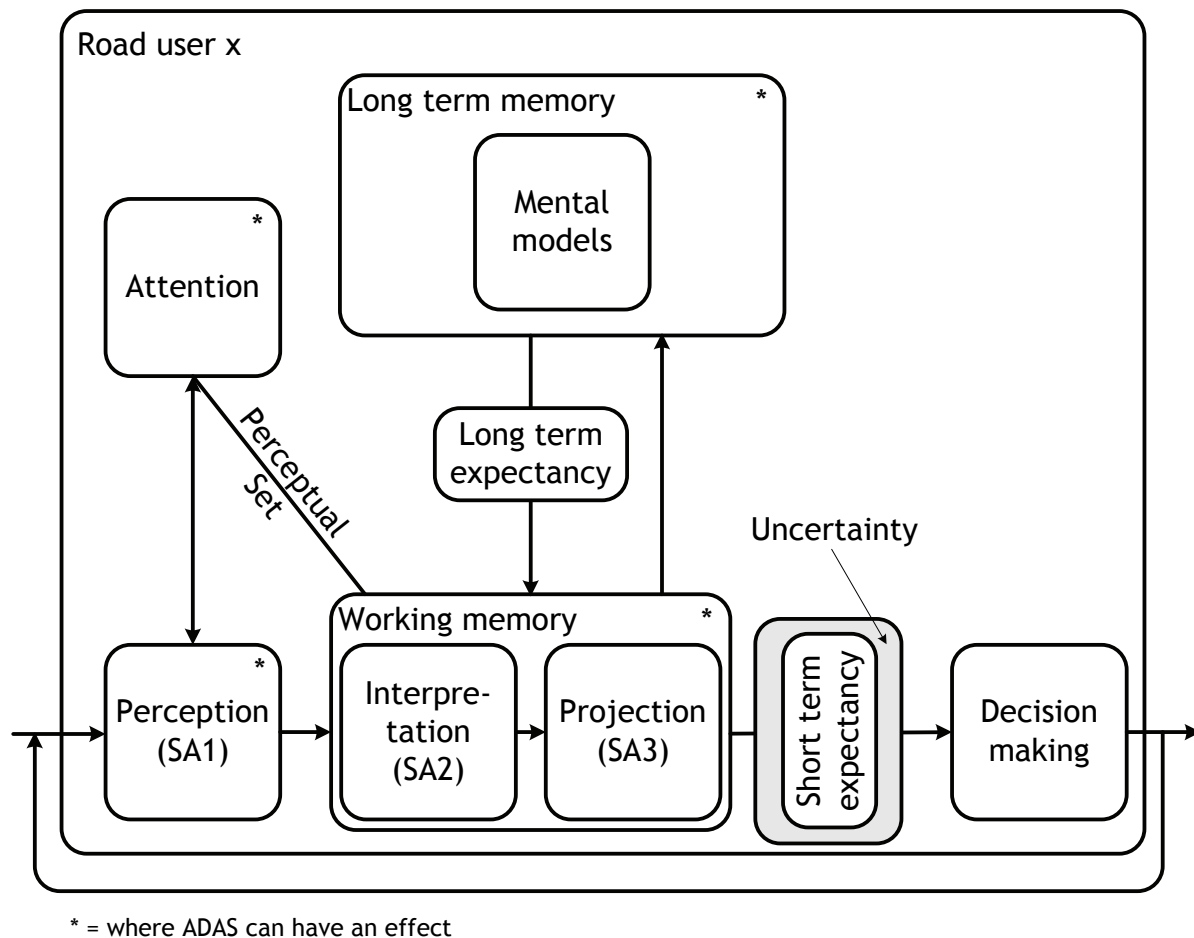 Road user x
Long term memory
*
Mental
models
*
Attention
Perceptual
Set
Long term
expectancy
Uncertainty
Working memory
*
*
Perception
(SA1)
Interpre-
tation
(SA2)
Projection
(SA3)
Short term
expectancy
Decision
making
* = where ADAS can have an effect